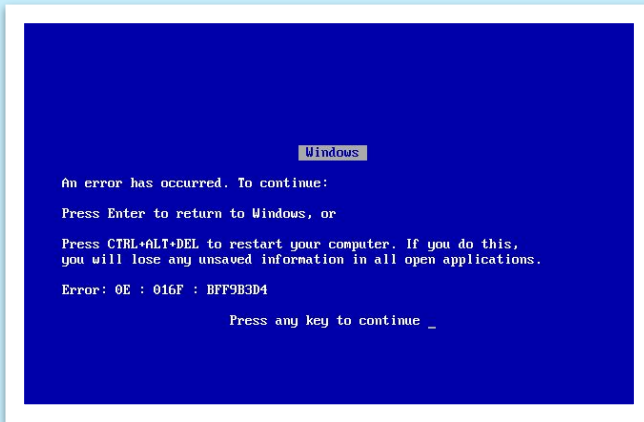 Windows
An error has occurred. To continue:
Press Enter to return to Windows, or
Press CTRL+ALT+DEL to restart your computer. If you do this,
you will lose any unsaved information in all open applications.
Error: 0E : 016F : BFF9B3D4
Press any key to continue _